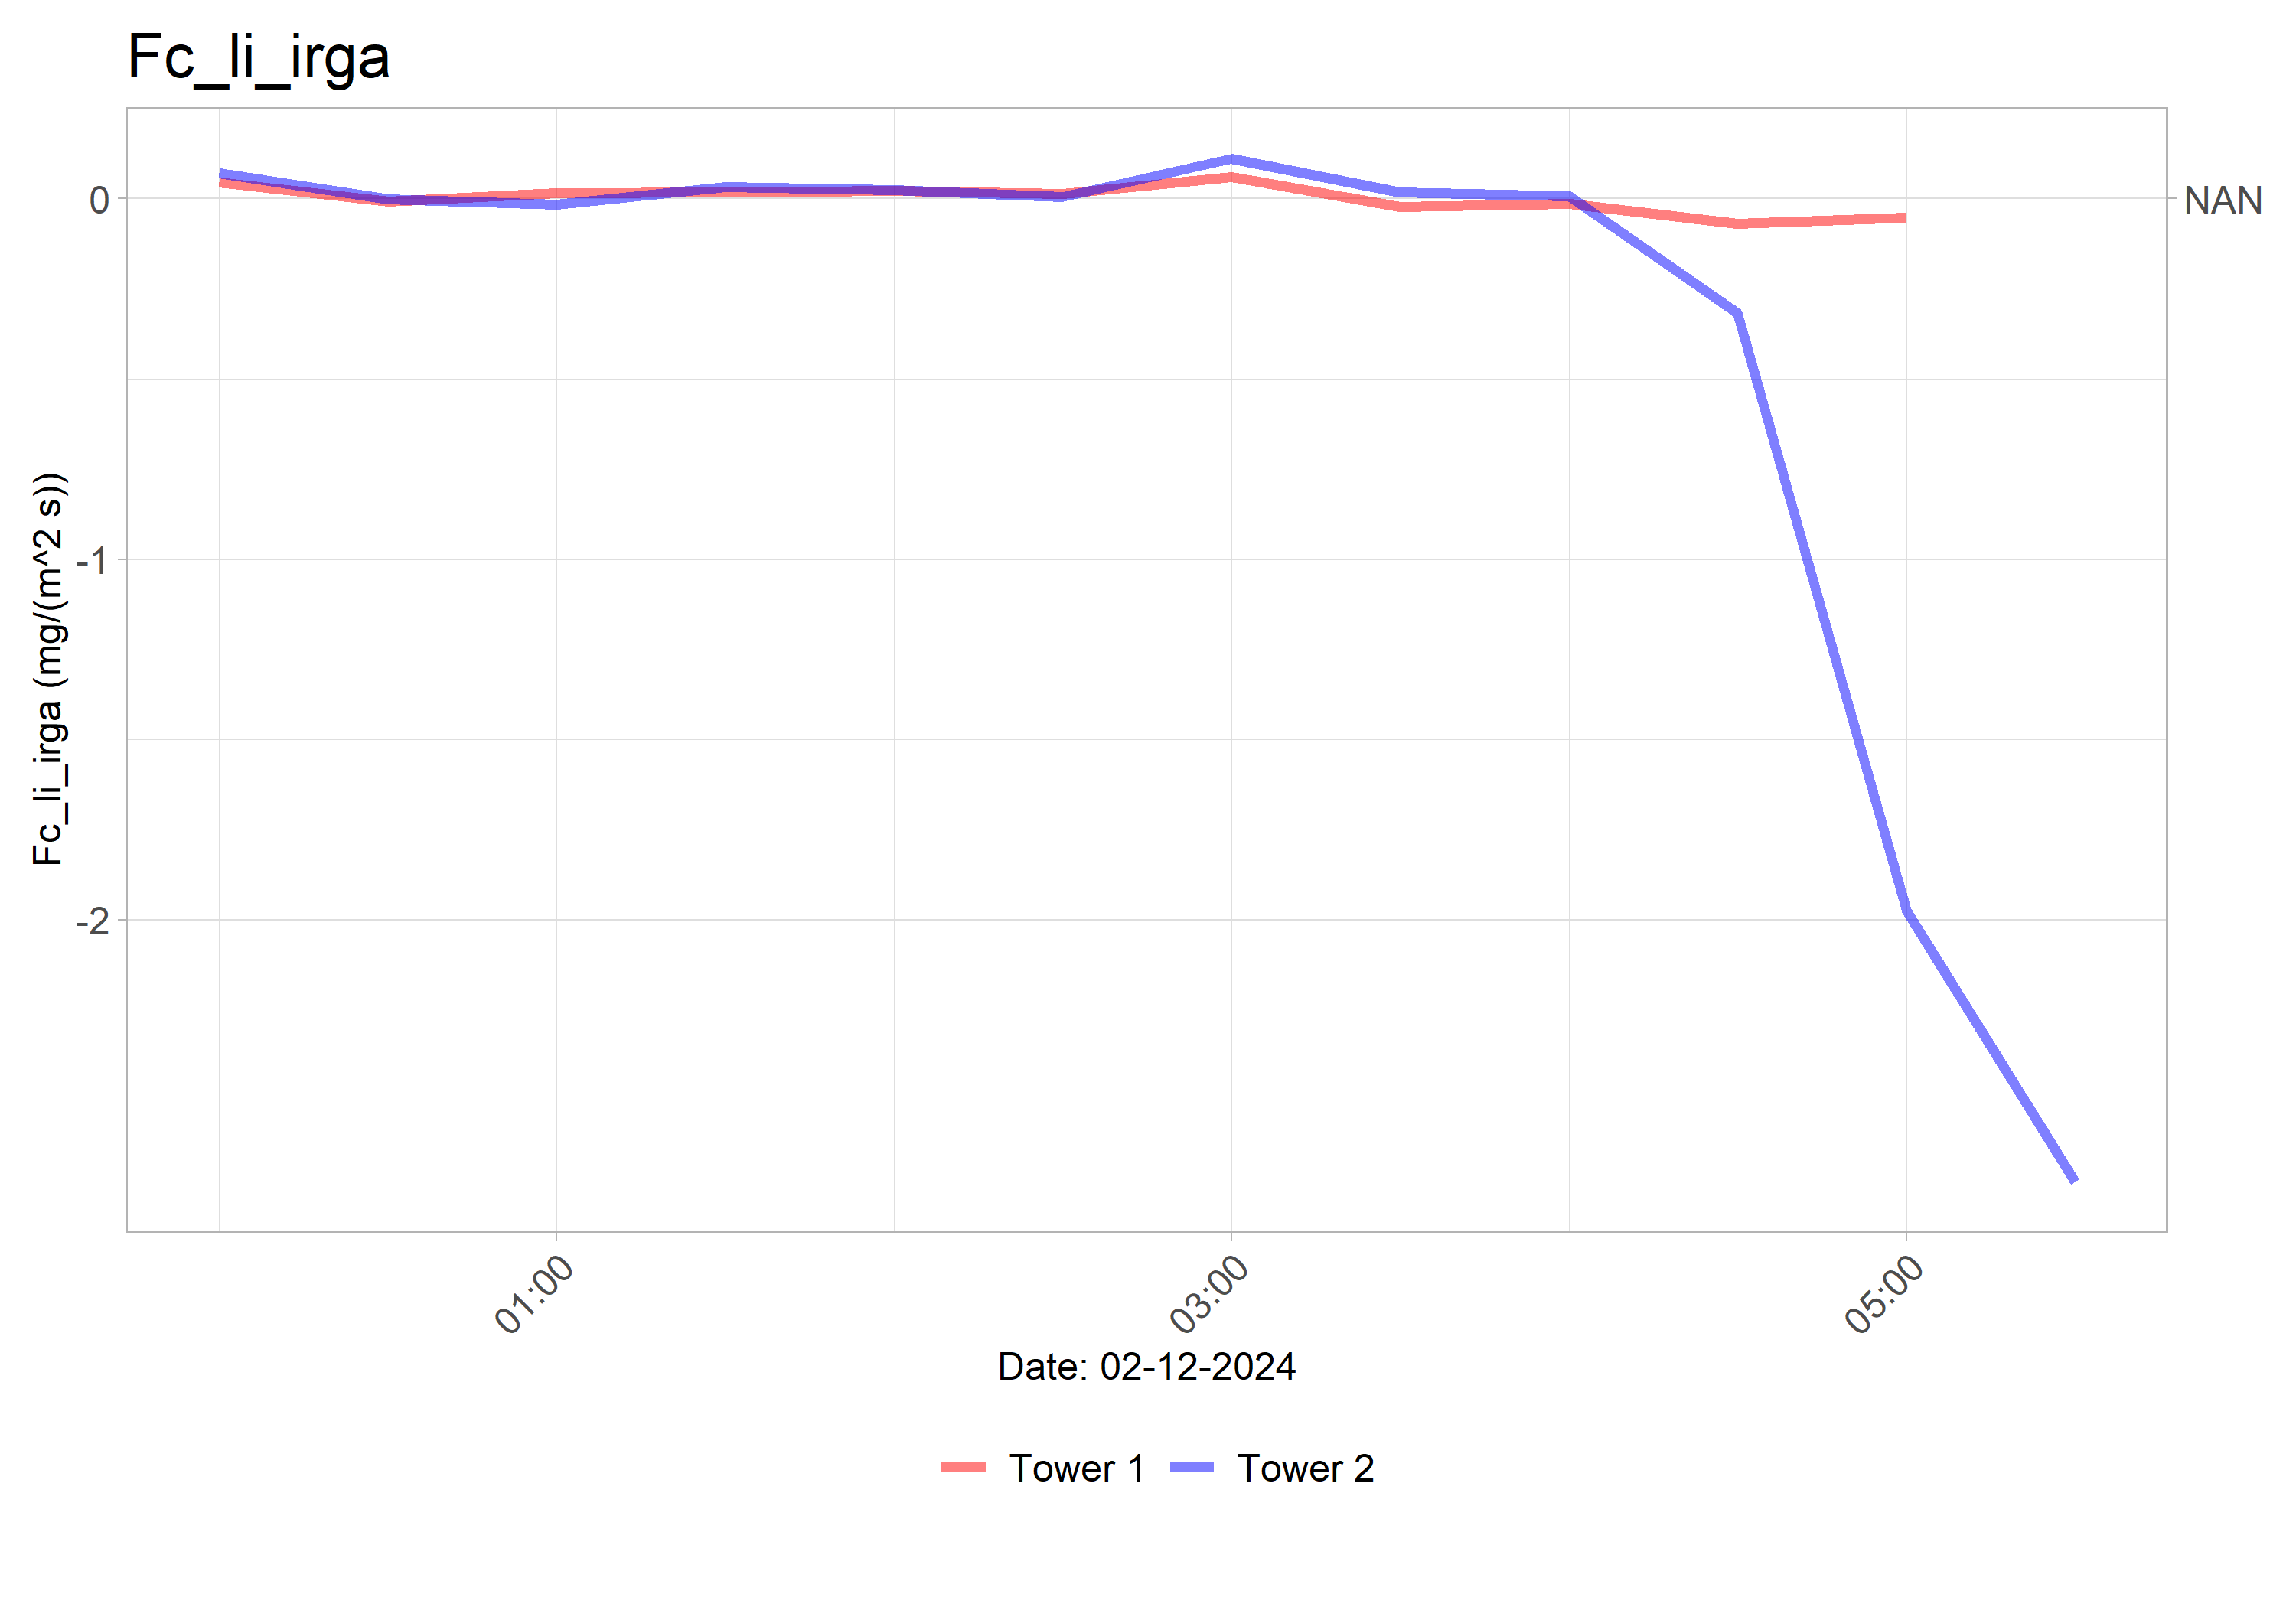 Fc_li_irga
Fc_li_irga (mg/(m^2 s))
0
-1
-2
NAN
01:00
03:00
05:00
Date: 02-12-2024
Tower 1
Tower 2